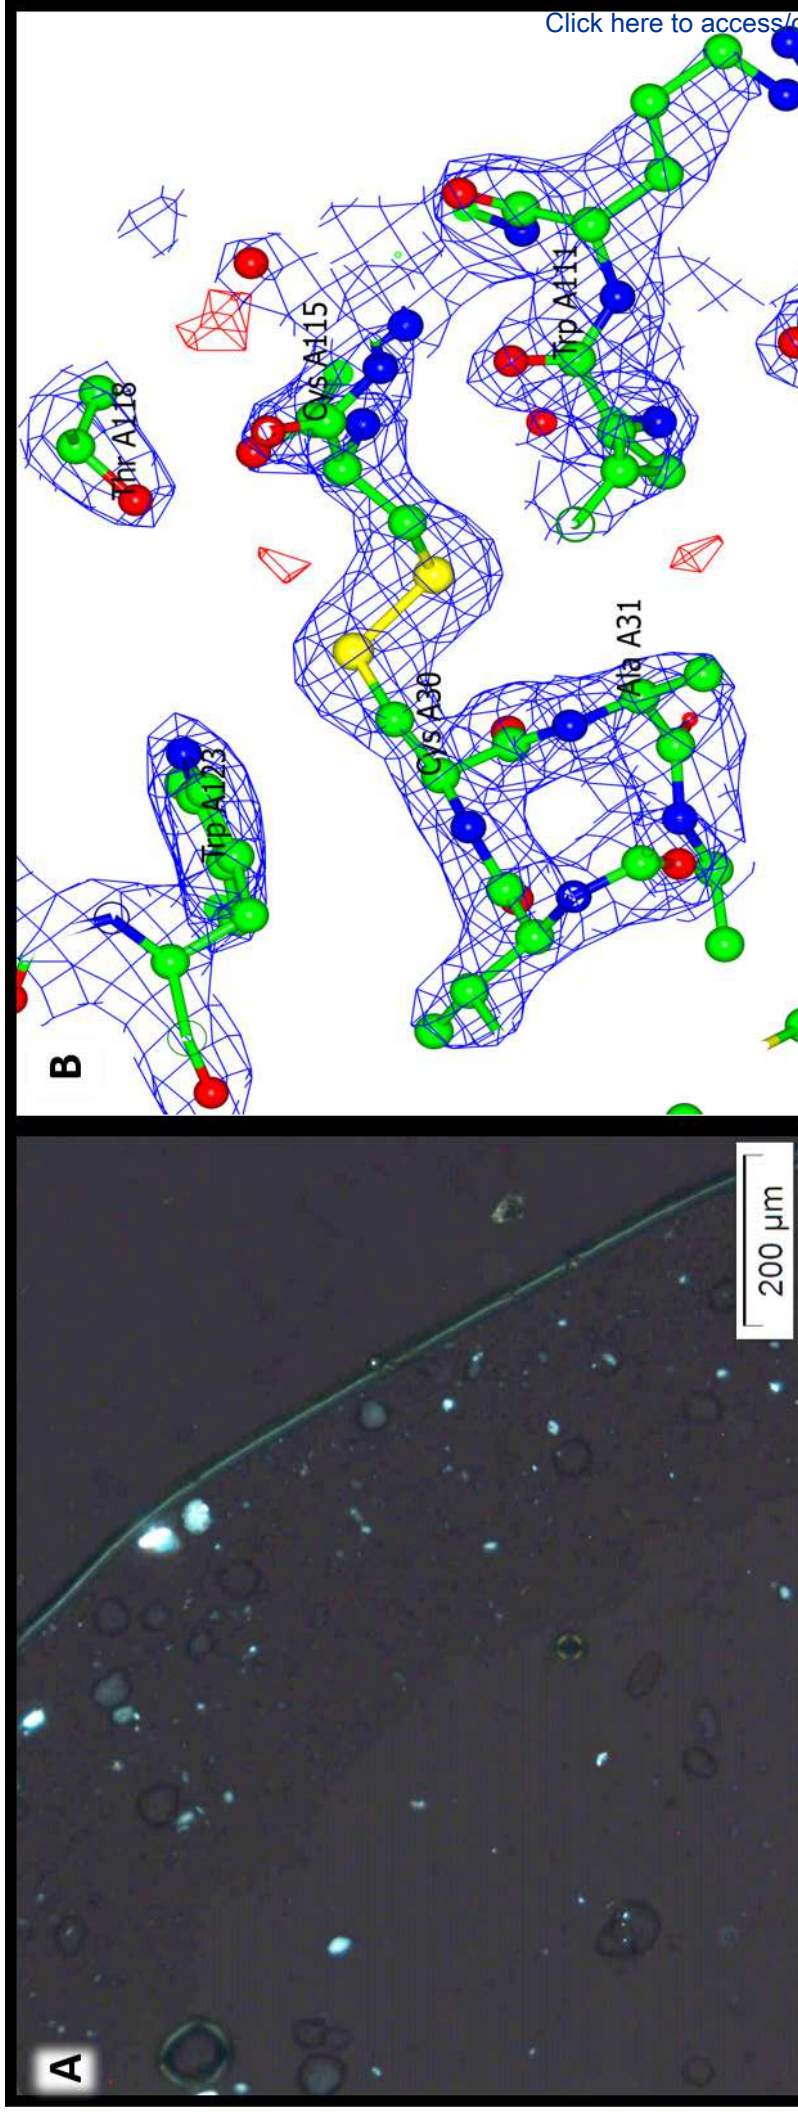 Click here to access/d
B
Thr A118
Cys A115
Trp A111
Trp A123
Cys A30
Ala A31
A
200 µm